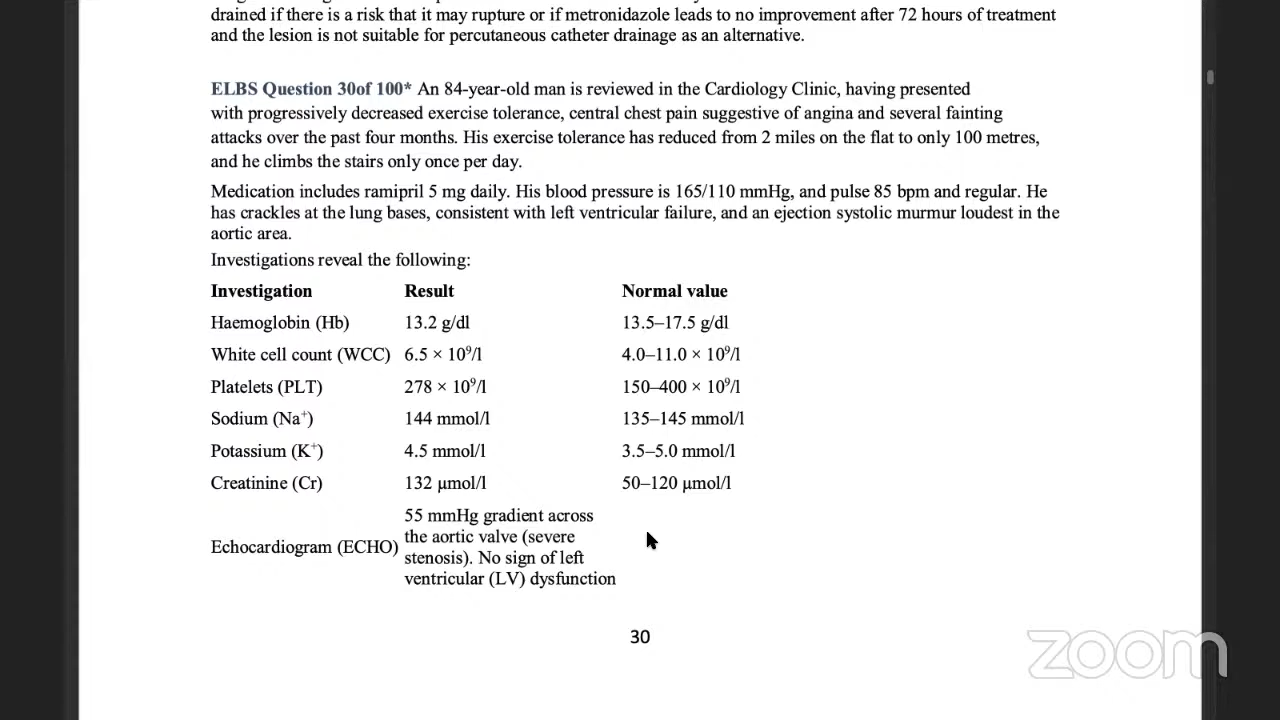 drained if there is a risk that it may rupture or if metronidazole leads to no improvement after 72 hours of treatment
and the lesion is not suitable for percutaneous catheter drainage as an alternative.
ELBS Question 30of 100* An 84-year-old man is reviewed in the Cardiology Clinic, having presented
with progressively decreased exercise tolerance, central chest pain suggestive of angina and several fainting
attacks over the past four months. His exercise tolerance has reduced from 2 miles on the flat to only 100 metres,
and he climbs the stairs only once per day.
Medication includes ramipril 5 mg daily. His blood pressure is 165/110 mmHg, and pulse 85 bpm and regular. He
has crackles at the lung bases, consistent with left ventricular failure, and an ejection systolic murmur loudest in the
aortic area.
Investigations reveal the following:
Investigation Result Normal value
Haemoglobin (Hb) 13.2 g/dl 13.5–17.5 g/dl
White cell count (WCC) 6.5 × 10⁹/l 4.0–11.0 × 10⁹/l
Platelets (PLT) 278 × 10⁹/l 150–400 × 10⁹/l
Sodium (Na⁺) 144 mmol/l 135–145 mmol/l
Potassium (K⁺) 4.5 mmol/l 3.5–5.0 mmol/l
Creatinine (Cr) 132 μmol/l 50–120 μmol/l
Echocardiogram (ECHO)
55 mmHg gradient across
the aortic valve (severe
stenosis). No sign of left
ventricular (LV) dysfunction
30
zoom